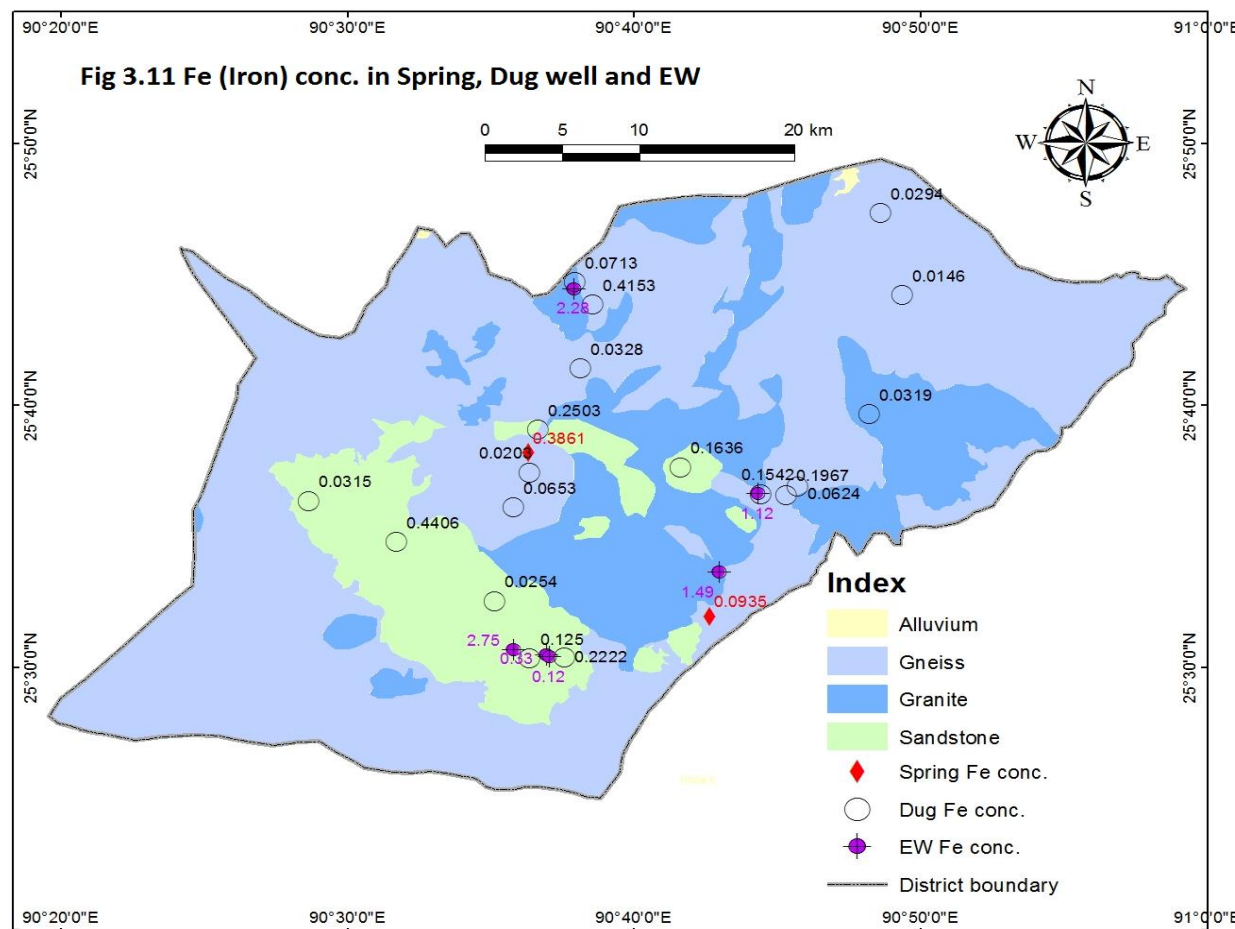 90°20'0"E 90°30'0"E 90°40'0"E 90°50'0"E 91°0'0"E
Fig 3.11 Fe (Iron) conc. in Spring, Dug well and EW
0 5 10 20 km
N
W E
S
25°50'0"N 25°50'0"N
0.0294
0.0713
0.0146
0.4153
2.28
0.0328
25°40'0"N 25°40'0"N
0.0319
0.2503
0.3861
0.0203
0.1636
0.1542
0.1967
0.0315
0.0653
0.0624
1.12
0.4406
0.0254
1.49
0.0935
2.75
0.125
0.33
0.2222
0.12
25°30'0"N 25°30'0"N
Index
Alluvium
Gneiss
Granite
Sandstone
Spring Fe conc.
Dug Fe conc.
EW Fe conc.
District boundary
90°20'0"E 90°30'0"E 90°40'0"E 90°50'0"E 91°0'0"E